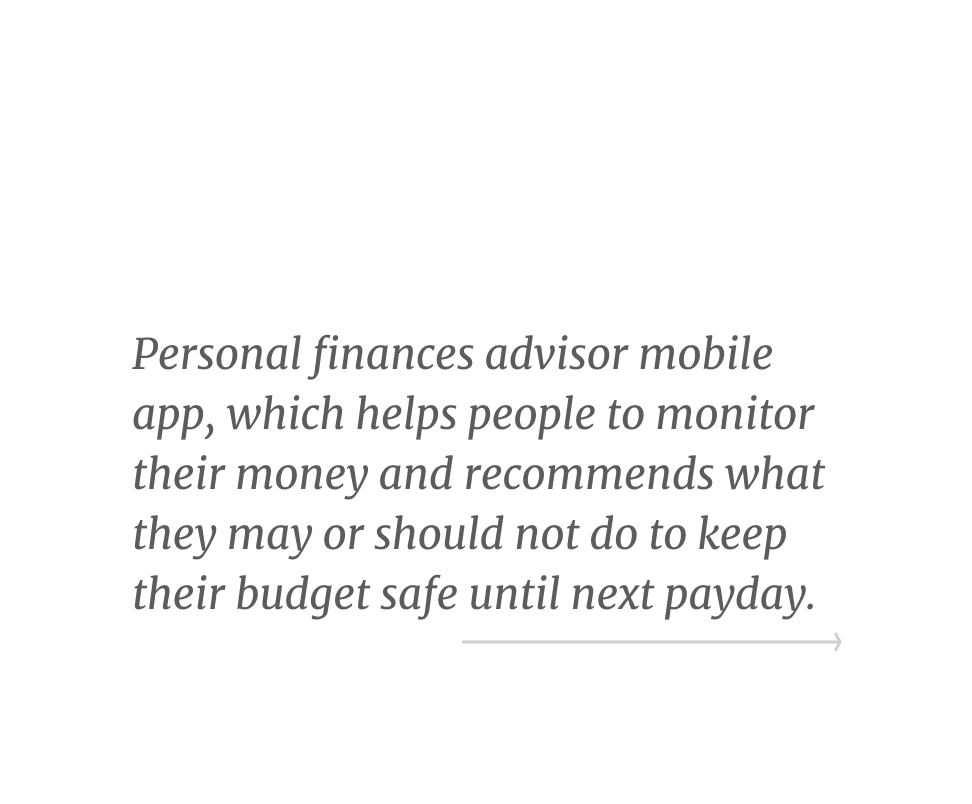 Personal finances advisor mobile
app, which helps people to monitor
their money and recommends what
they may or should not do to keep
their budget safe until next payday.